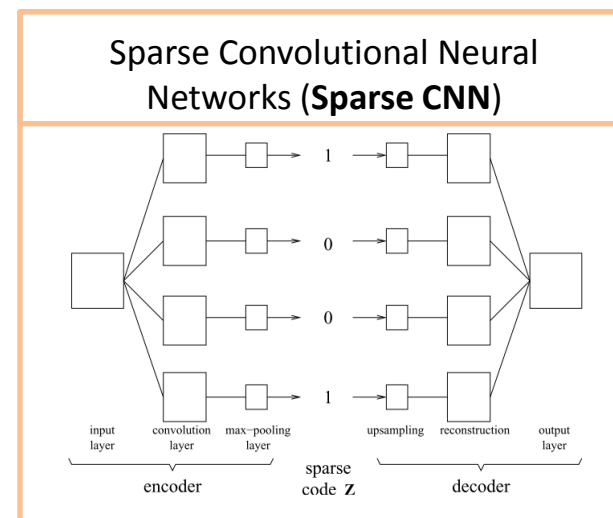 Sparse Convolutional Neural
Networks (Sparse CNN)
1
0
0
1
input layer
convolution layer
max-pooling layer
upsampling
reconstruction
output layer
encoder
sparse code Z
decoder